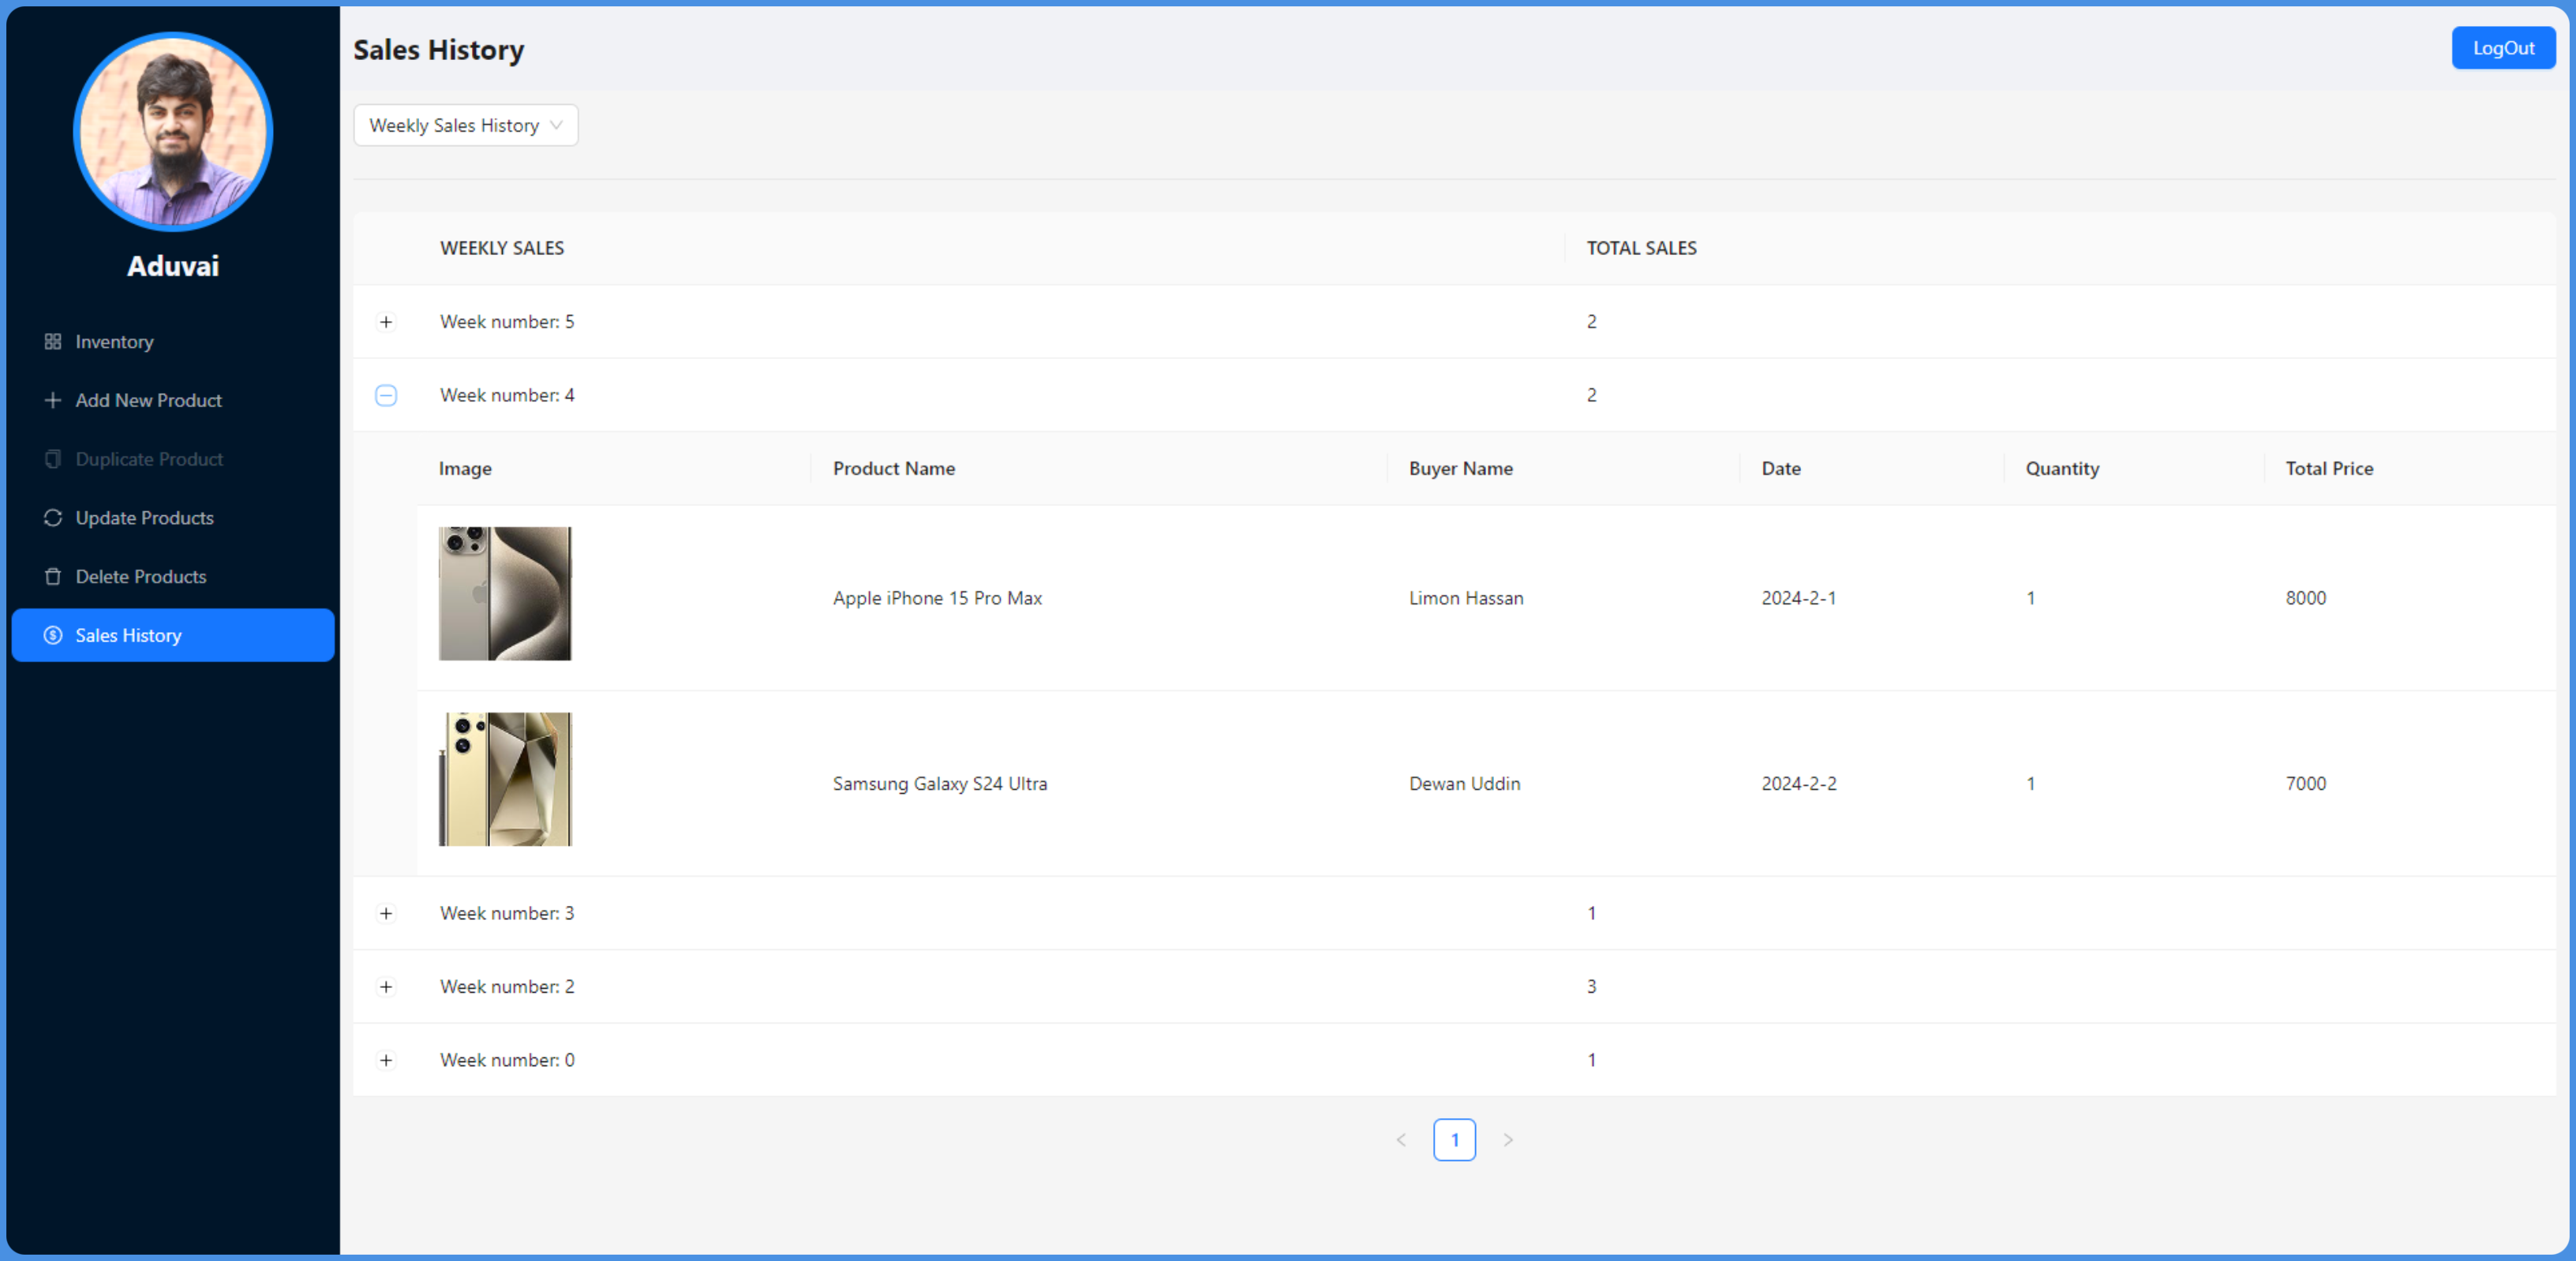 Aduvai
Inventory
Add New Product
Duplicate Product
Update Products
Delete Products
Sales History
Sales History
LogOut
Weekly Sales History
WEEKLY SALES TOTAL SALES
Week number: 5 2
Week number: 4 2
Image Product Name Buyer Name Date Quantity Total Price
Apple iPhone 15 Pro Max Limon Hassan 2024-2-1 1 8000
Samsung Galaxy S24 Ultra Dewan Uddin 2024-2-2 1 7000
Week number: 3 1
Week number: 2 3
Week number: 0 1
1